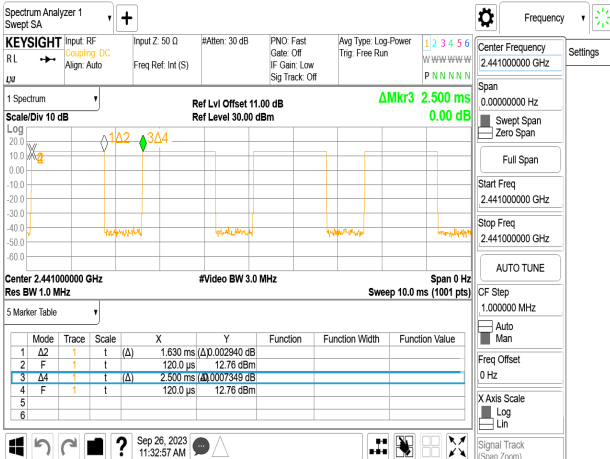 Spectrum Analyzer 1
Swept SA
+
Frequency
Settings
KEYSIGHT Input: RF Input Z: 50 Ω #Atten: 30 dB PNO: Fast Avg Type: Log-Power 1 2 3 4 5 6
RL Coupling: DC Gate: Off Trig: Free Run
Align: Auto Freq Ref: Int (S) IF Gain: Low W W W W W W
Sig Track: Off P N N N N N
LXI
1 Spectrum
Scale/Div 10 dB
Ref Lvl Offset 11.00 dB
Ref Level 30.00 dBm
ΔMkr3 2.500 ms
0.00 dB
Log
1Δ2 3Δ4
20.0
10.0
0.00
-10.0
-20.0
-30.0
-40.0
-50.0
-60.0
Center 2.441000000 GHz #Video BW 3.0 MHz Span 0 Hz
Res BW 1.0 MHz Sweep 10.0 ms (1001 pts)
5 Marker Table
Mode Trace Scale X Y Function Function Width Function Value
1 Δ2 1 t (Δ) 1.630 ms (Δ) 0.002940 dB
2 F 1 t 120.0 µs 12.76 dBm
3 Δ4 1 t (Δ) 2.500 ms (Δ) 0.0007349 dB
4 F 1 t 120.0 µs 12.76 dBm
5
6
Sep 26, 2023
11:32:57 AM
?
Center Frequency
2.441000000 GHz
Span
0.00000000 Hz
Swept Span
Zero Span
Full Span
Start Freq
2.441000000 GHz
Stop Freq
2.441000000 GHz
AUTO TUNE
CF Step
1.000000 MHz
Auto
Man
Freq Offset
0 Hz
X Axis Scale
Log
Lin
Signal Track
(Span Zoom)